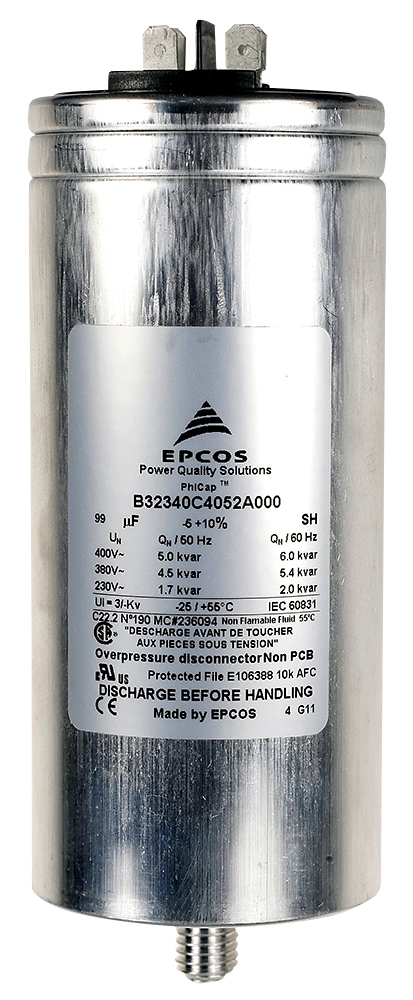 EPCOS
Power Quality Solutions
PhiCap ™
B32340C4052A000
99 µF -5 +10% SH
UN QN / 50 Hz QN / 60 Hz
400V~ 5.0 kvar 6.0 kvar
380V~ 4.5 kvar 5.4 kvar
230V~ 1.7 kvar 2.0 kvar
Ui = 3/-Kv -25 / +55°C IEC 60831
C22.2 N°190 MC#236094 Non Flamable Fluid 55°C
"DESCHARGE AVANT DE TOUCHER
AUX PIECES SOUS TENSION"
Overpressure disconnector Non PCB
Protected File E106388 10k AFC
DISCHARGE BEFORE HANDLING
Made by EPCOS 4 G11